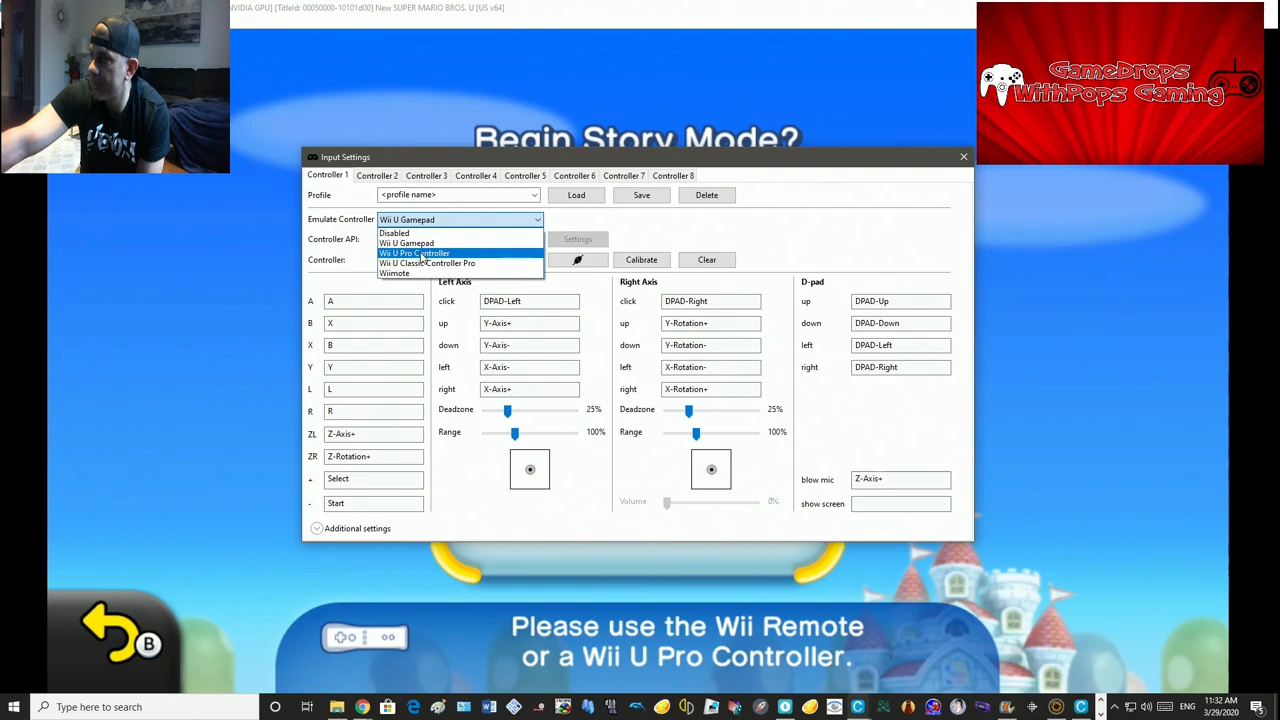 NVIDIA GPU] [TitleId: 00050000-10101d00] New SUPER MARIO BROS. U [US v64]
GameDrops
WithPops Gaming
Begin Story Mode?
Input Settings
Controller 1 Controller 2 Controller 3 Controller 4 Controller 5 Controller 6 Controller 7 Controller 8
Profile <profile name> Load Save Delete
Emulate Controller Wii U Gamepad
Disabled
Controller API: Wii U Gamepad Settings
Wii U Pro Controller
Controller: Wii U Classic Controller Pro Calibrate Clear
Wiimote
Left Axis Right Axis D-pad
A A click DPAD-Left click DPAD-Right up DPAD-Up
B X up Y-Axis+ up Y-Rotation+ down DPAD-Down
X B down Y-Axis- down Y-Rotation- left DPAD-Left
Y Y left X-Axis- left X-Rotation- right DPAD-Right
L L right X-Axis+ right X-Rotation+
R R Deadzone 25% Deadzone 25%
ZL Z-Axis+ Range 100% Range 100%
ZR Z-Rotation+
+ Select blow mic Z-Axis+
- Start Volume 0% show screen
Additional settings
B
Please use the Wii Remote
or a Wii U Pro Controller.
Type here to search
11:32 AM
3/29/2020